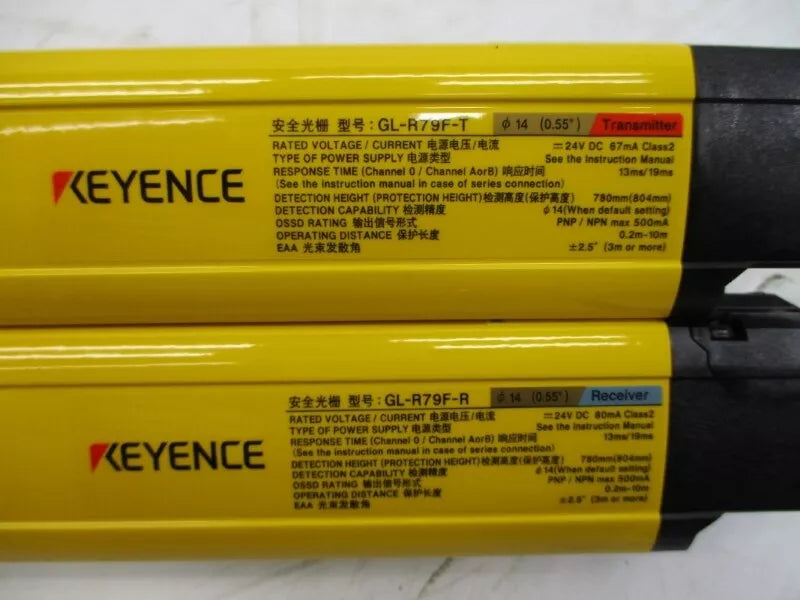 KEYENCE
安全光栅 型号: GL-R79F-T ϕ14 (0.55") Transmitter
RATED VOLTAGE / CURRENT 电源电压/电流 ⎓24V DC 67mA Class2
TYPE OF POWER SUPPLY 电源类型 See the Instruction Manual
RESPONSE TIME (Channel 0 / Channel AorB) 响应时间 13ms/19ms
(See the instruction manual in case of series connection)
DETECTION HEIGHT (PROTECTION HEIGHT)检测高度(保护高度) 780mm(804mm)
DETECTION CAPABILITY 检测精度 ϕ14(When default setting)
OSSD RATING 输出信号形式 PNP / NPN max 500mA
OPERATING DISTANCE 保护长度 0.2m~10m
EAA 光束发散角 ±2.5° (3m or more)
KEYENCE
安全光栅 型号: GL-R79F-R ϕ14 (0.55") Receiver
RATED VOLTAGE / CURRENT 电源电压/电流 ⎓24V DC 80mA Class2
TYPE OF POWER SUPPLY 电源类型 See the Instruction Manual
RESPONSE TIME (Channel 0 / Channel AorB) 响应时间 13ms/19ms
(See the instruction manual in case of series connection)
DETECTION HEIGHT (PROTECTION HEIGHT)检测高度(保护高度) 780mm(804mm)
DETECTION CAPABILITY 检测精度 ϕ14(When default setting)
OSSD RATING 输出信号形式 PNP / NPN max 500mA
OPERATING DISTANCE 保护长度 0.2m~10m
EAA 光束发散角 ±2.5° (3m or more)